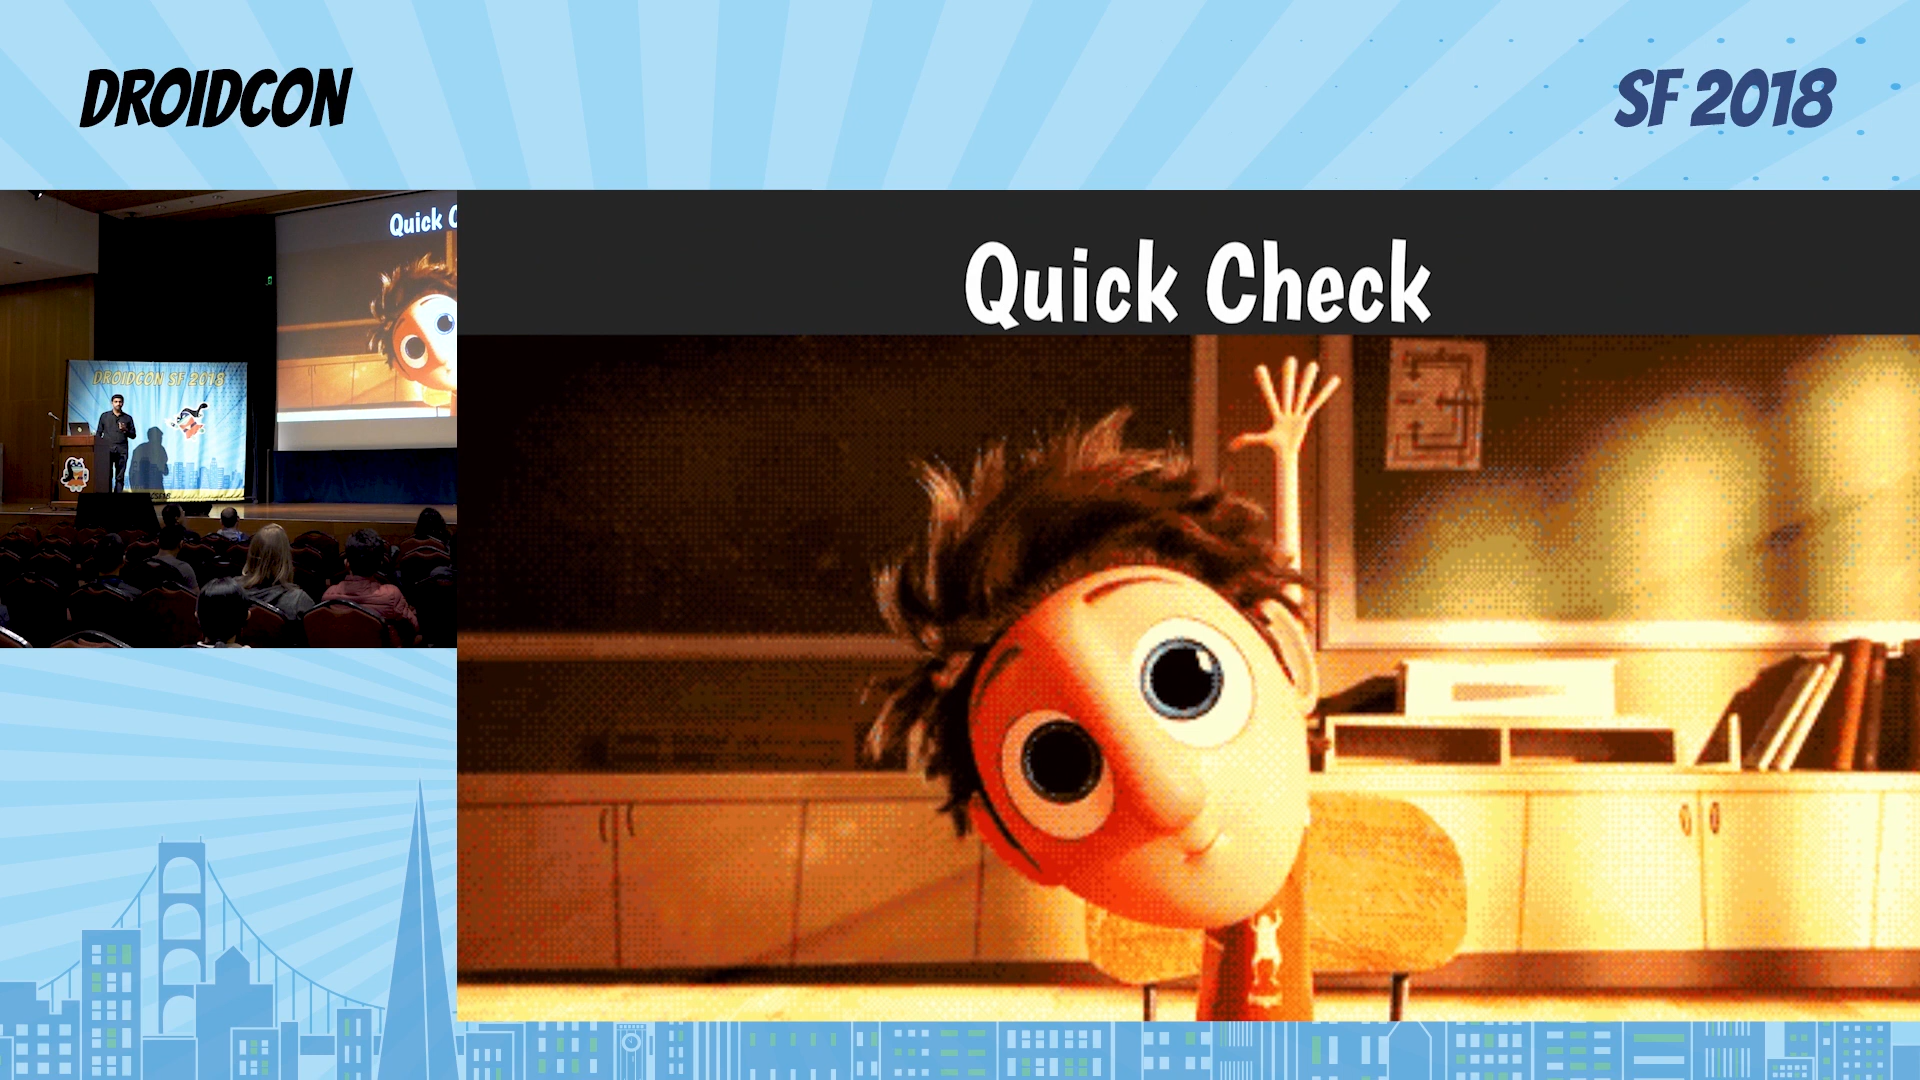 DROIDCON
SF 2018
Quick C
DROIDCON SF 2018
Quick Check